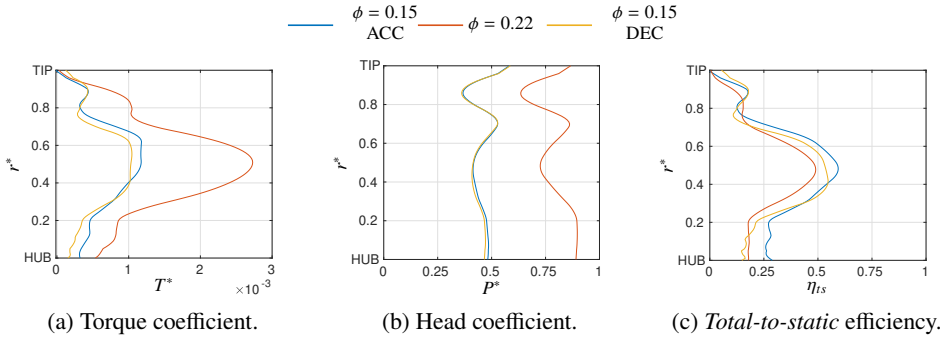 ϕ = 0.15 ACC ϕ = 0.22 ϕ = 0.15 DEC
TIP
0.8
0.6
0.4
0.2
HUB
r*
0 1 2 3
T*
×10⁻³
TIP
0.8
0.6
0.4
0.2
HUB
r*
0 0.25 0.5 0.75 1
P*
TIP
0.8
0.6
0.4
0.2
HUB
r*
0 0.25 0.5 0.75 1
η_ts
(a) Torque coefficient.
(b) Head coefficient.
(c) Total-to-static efficiency.